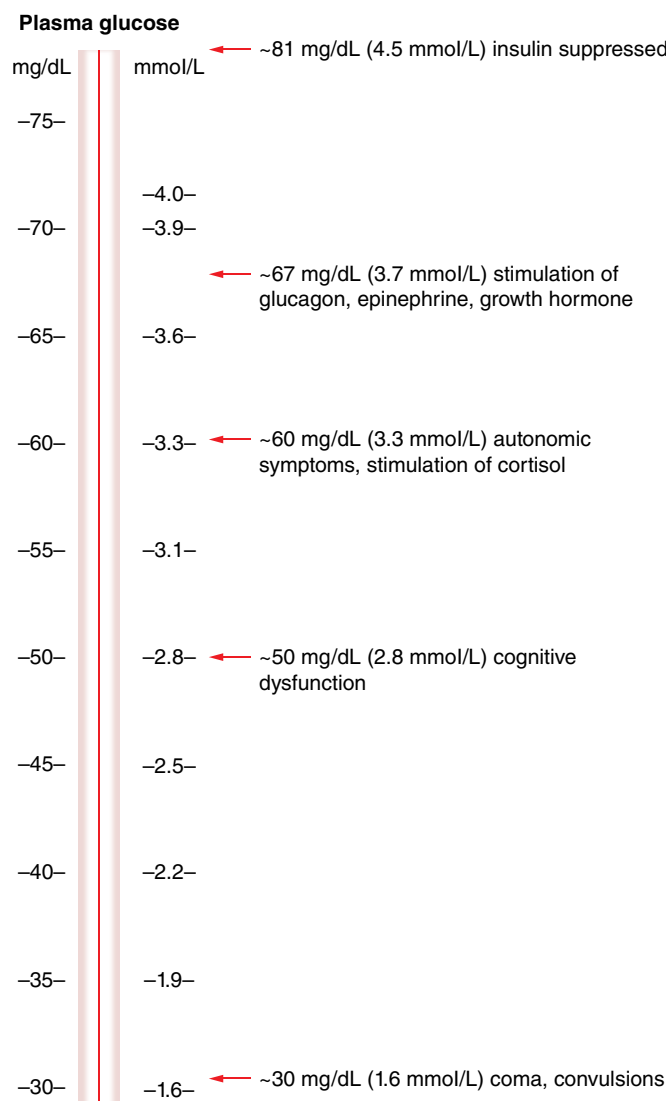 Plasma glucose
mg/dL mmol/L
~81 mg/dL (4.5 mmol/L) insulin suppressed
–75–
–4.0–
–70– –3.9–
~67 mg/dL (3.7 mmol/L) stimulation of
glucagon, epinephrine, growth hormone
–65– –3.6–
–60– –3.3– ~60 mg/dL (3.3 mmol/L) autonomic
symptoms, stimulation of cortisol
–55– –3.1–
–50– –2.8– ~50 mg/dL (2.8 mmol/L) cognitive
dysfunction
–45– –2.5–
–40– –2.2–
–35– –1.9–
–30– –1.6– ~30 mg/dL (1.6 mmol/L) coma, convulsions